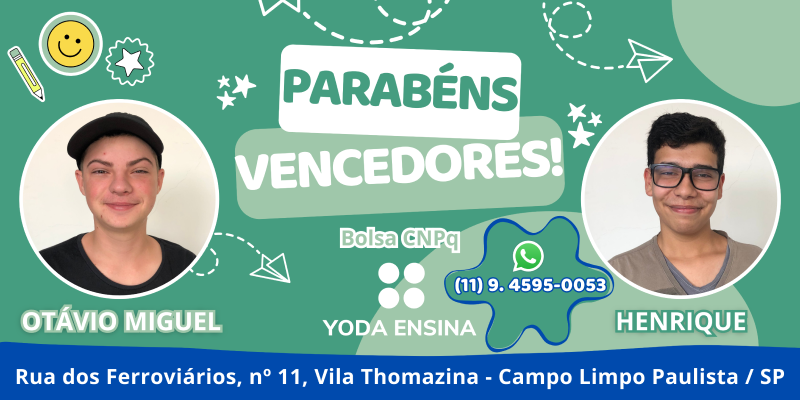 PARABÉNS
VENCEDORES!
Bolsa CNPq
(11) 9. 4595-0053
OTÁVIO MIGUEL
YODA ENSINA
HENRIQUE
Rua dos Ferroviários, nº 11, Vila Thomazina - Campo Limpo Paulista / SP